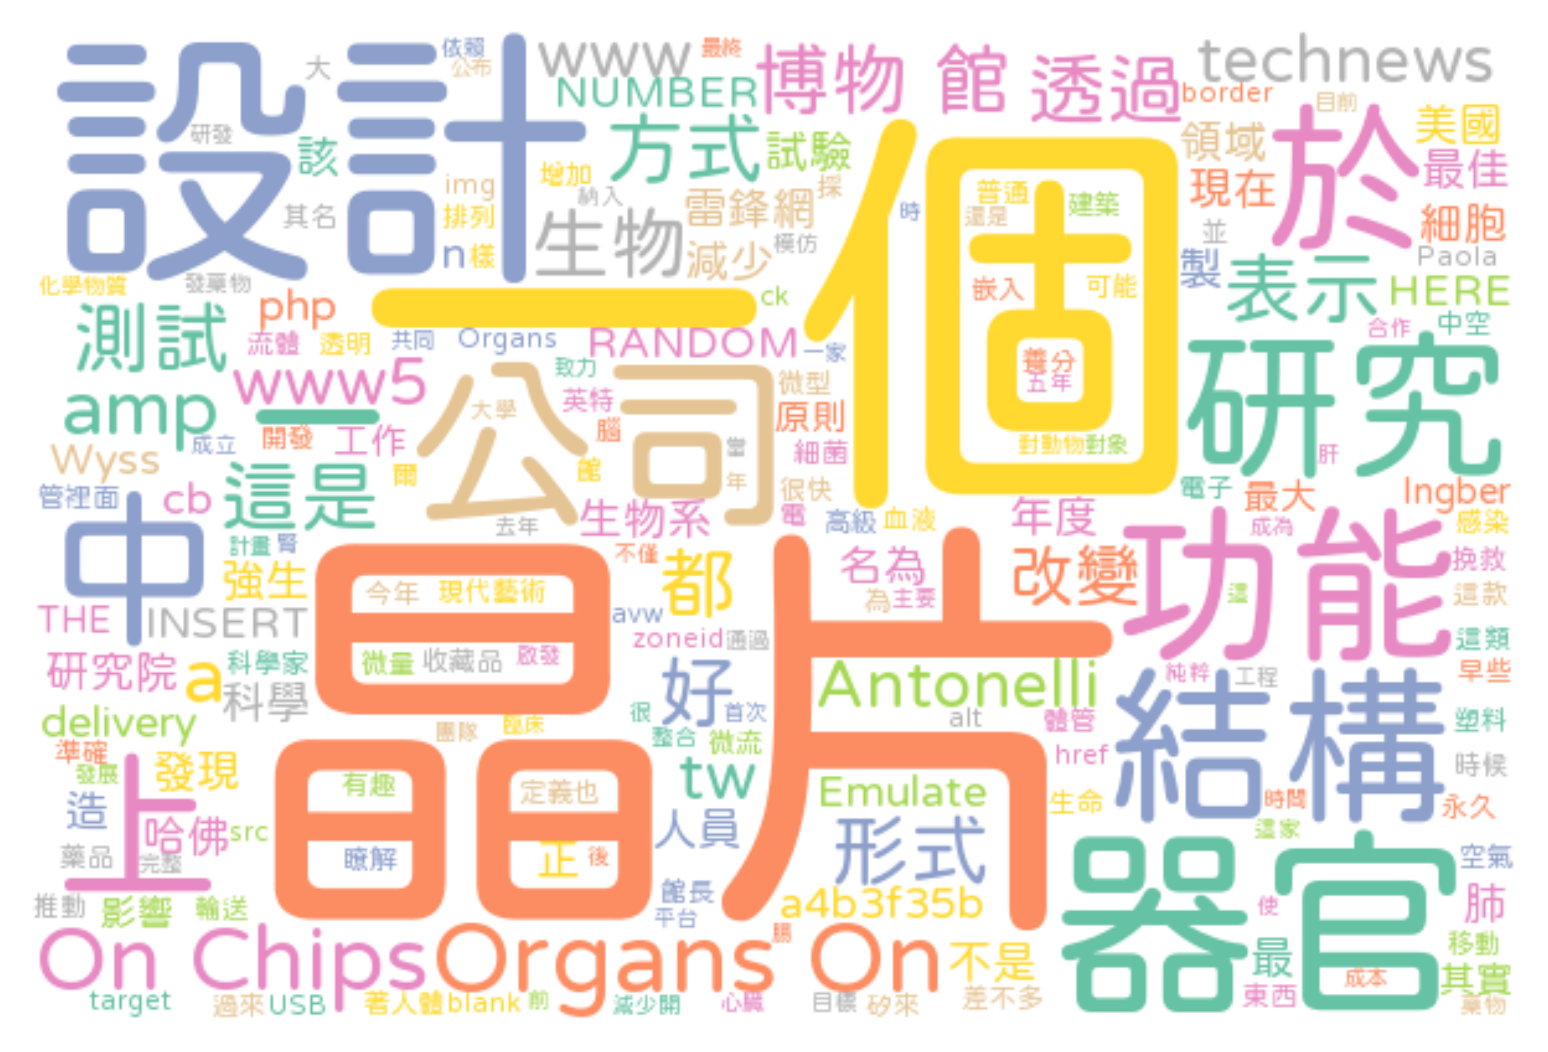 設計
大
依賴
公布
www
最終
NUMBER
博物
館
透過
technews
border
目前
美國
研發
該
方式
試驗
領域
於
最佳
img
增加
納入
雷鋒網
採
現在
普通
還是
建築
其名
排列
n
樣
生物
減少
模仿
時
一個
並
細胞
Paola
化學物質
發藥物
製
表示
HERE
嵌入
可能
測試
php
ck
流體
透明
共同
Organs
RANDOM
一家
合作
中空
養分
五年
www5
致力
微型
研究
amp
一
公司
大學
英特
原則
開發
工作
腦
當
細菌
對動物
對象
肝
Wyss
成立
爾
館
年
很快
管裡面
cb
這是
電子
最大
Ingber
去年
生物系
電
高級
血液
年度
成為
感染
中
計畫
腎
強生
不僅
都
名為
改變
功能
挽救
今年
現代藝術
為
主要
這
這款
THE
INSERT
avw
zoneid
通過
這類
研究院
a
科學家
微量
收藏品
啟發
晶片
純粹
工程
早些
科學
好
首次
Antonelli
結構
delivery
很
alt
體管
塑料
團隊
臨床
整合
微流
準確
發展
發現
href
時候
有趣
定義也
tw
Emulate
生命
時間
永久
造
上
哈佛
src
人員
形式
這家
藥品
完整
瞭解
正
後
器官
空氣
推動
影響
輸送
館長
平台
a4b3f35b
使
肺
On Chips
Organs On
腸
不是
最
移動
成本
其實
target
過來
USB
著人體
blank
前
減少開
心臟
目標
矽來
差不多
東西
藥物